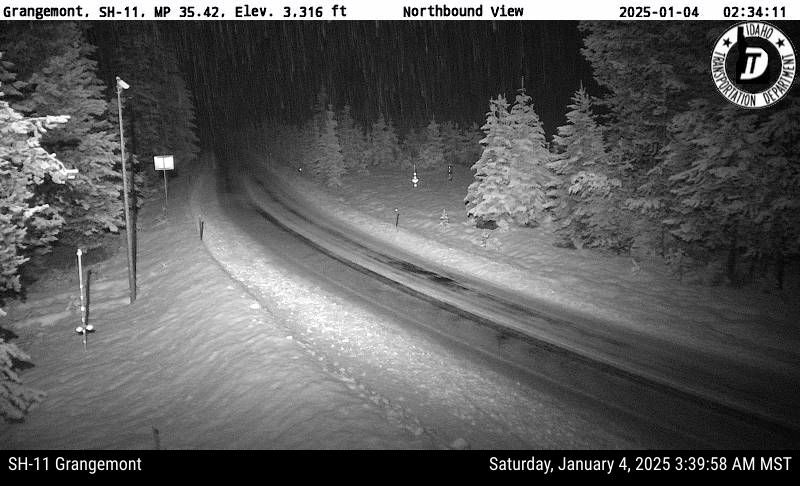 Grangemont, SH-11, MP 35.42, Elev. 3,316 ft Northbound View 2025-01-04 02:34:11
IDAHO
TRANSPORTATION DEPARTMENT
SH-11 Grangemont Saturday, January 4, 2025 3:39:58 AM MST